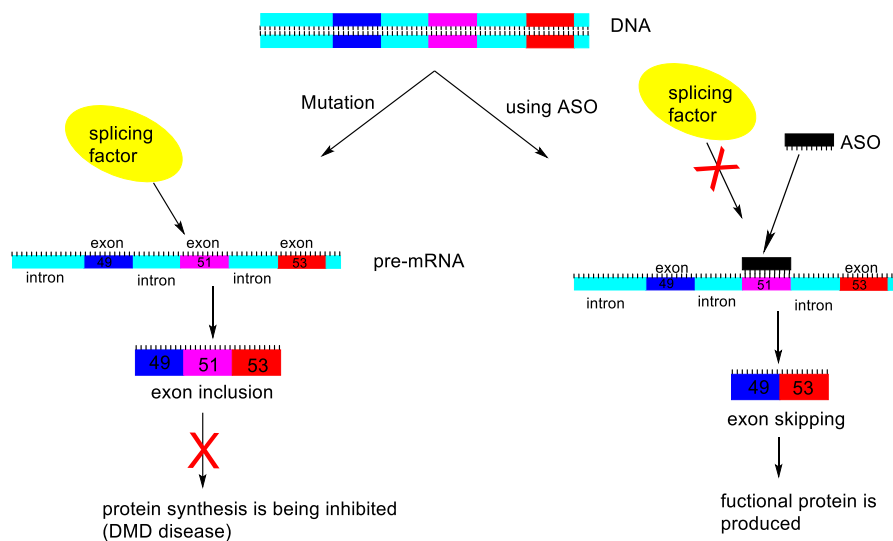 DNA
Mutation
using ASO
splicing
factor
splicing
factor
ASO
exon
exon
exon
49
51
53
intron
intron
intron
pre-mRNA
exon
exon
49
51
53
intron
intron
intron
49
51
53
exon inclusion
49
53
exon skipping
protein synthesis is being inhibited
(DMD disease)
fuctional protein is
produced